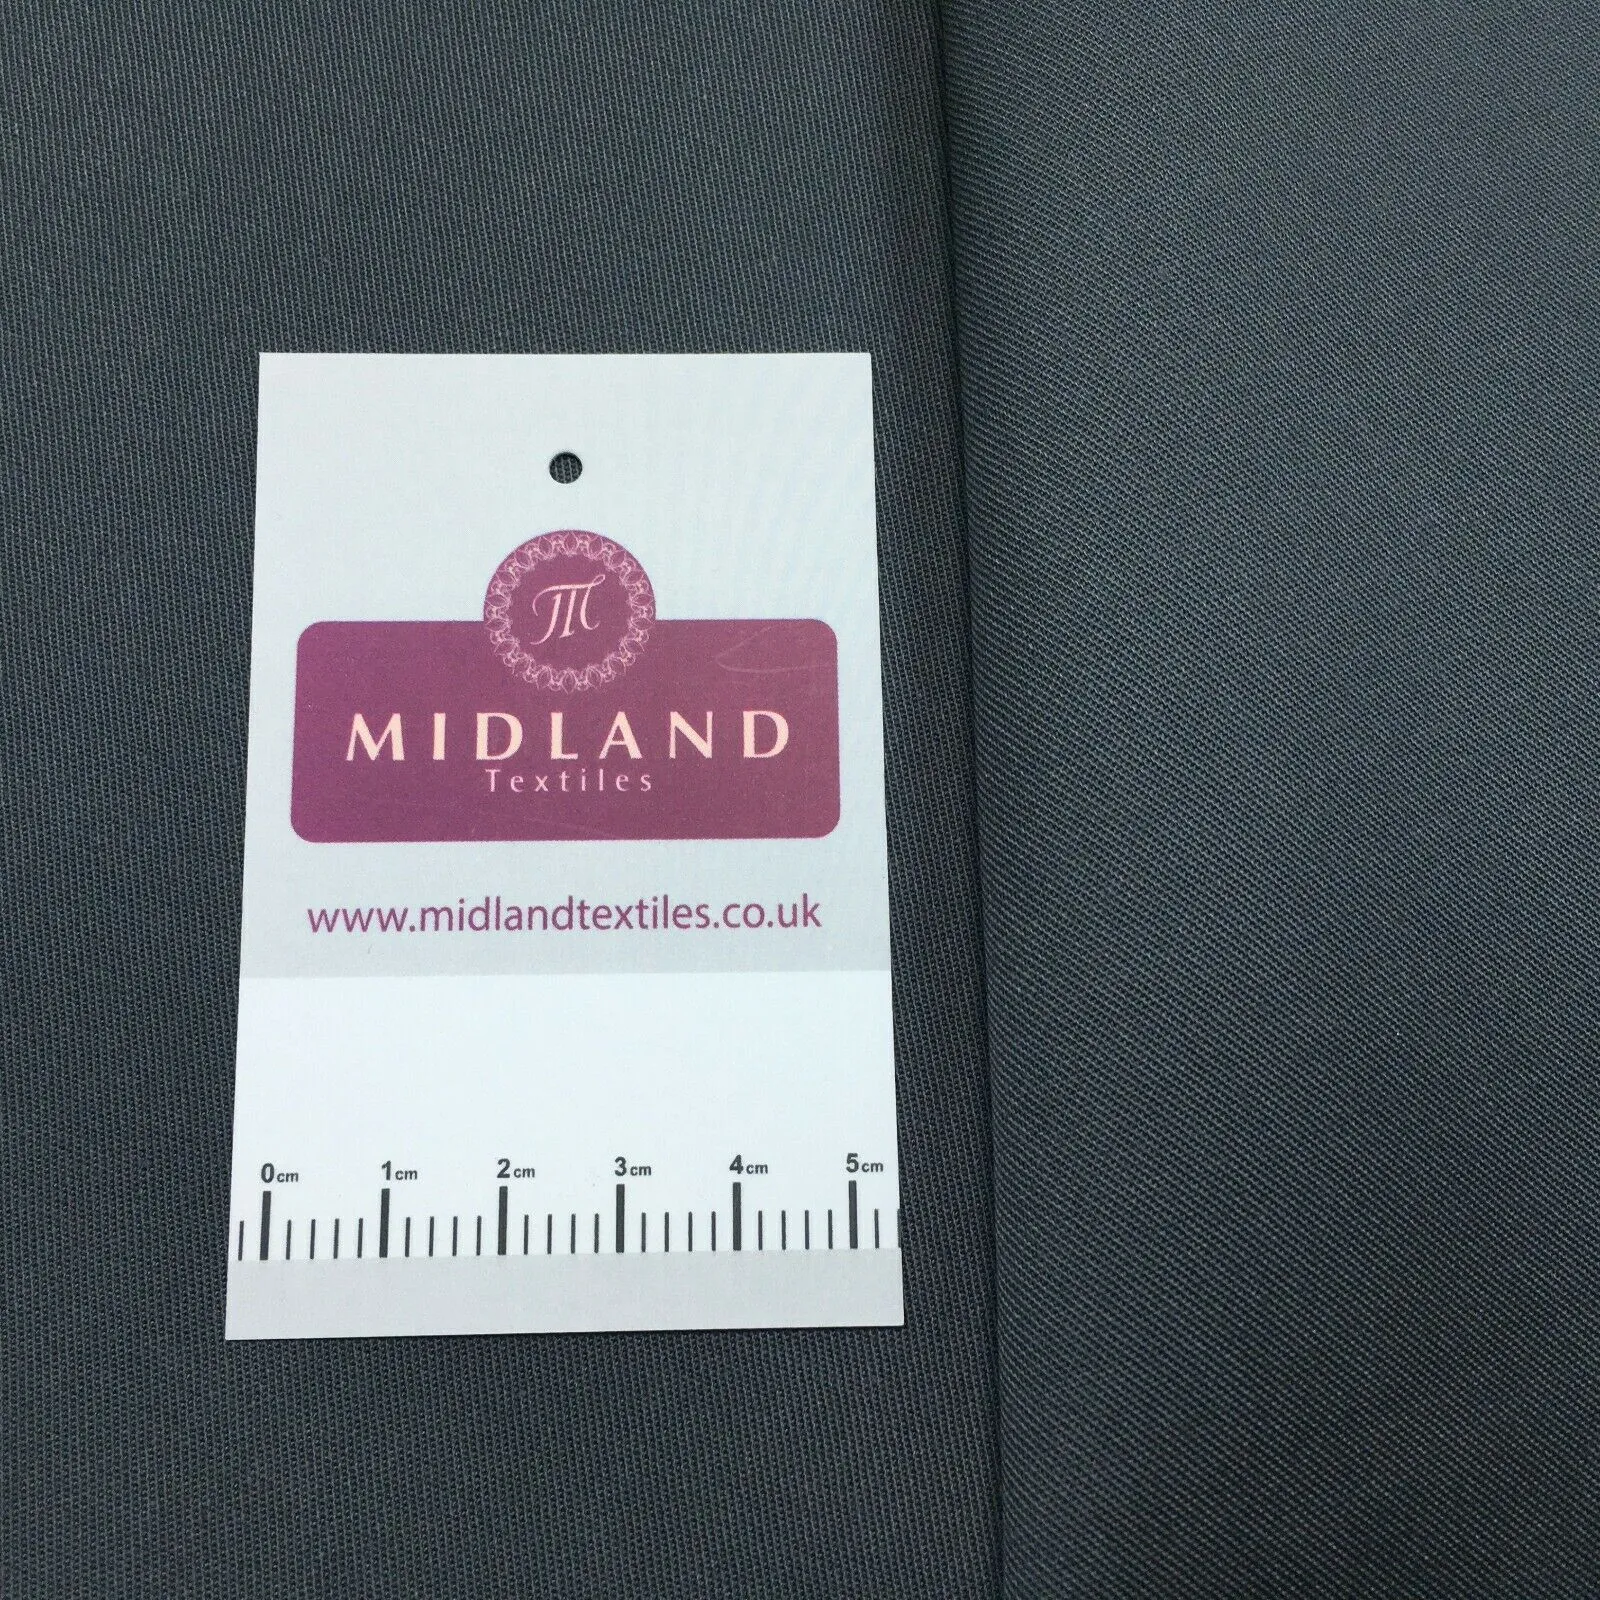 M
MIDLAND
Textiles
www.midlandtextiles.co.uk
0cm 1cm 2cm 3cm 4cm 5cm